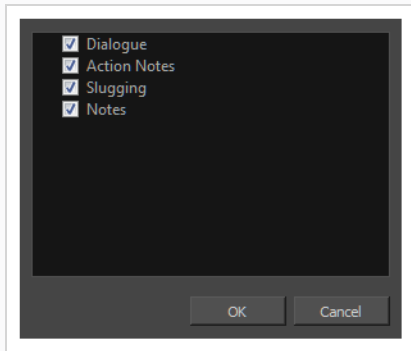 Dialogue
Action Notes
Slugging
Notes
OK Cancel